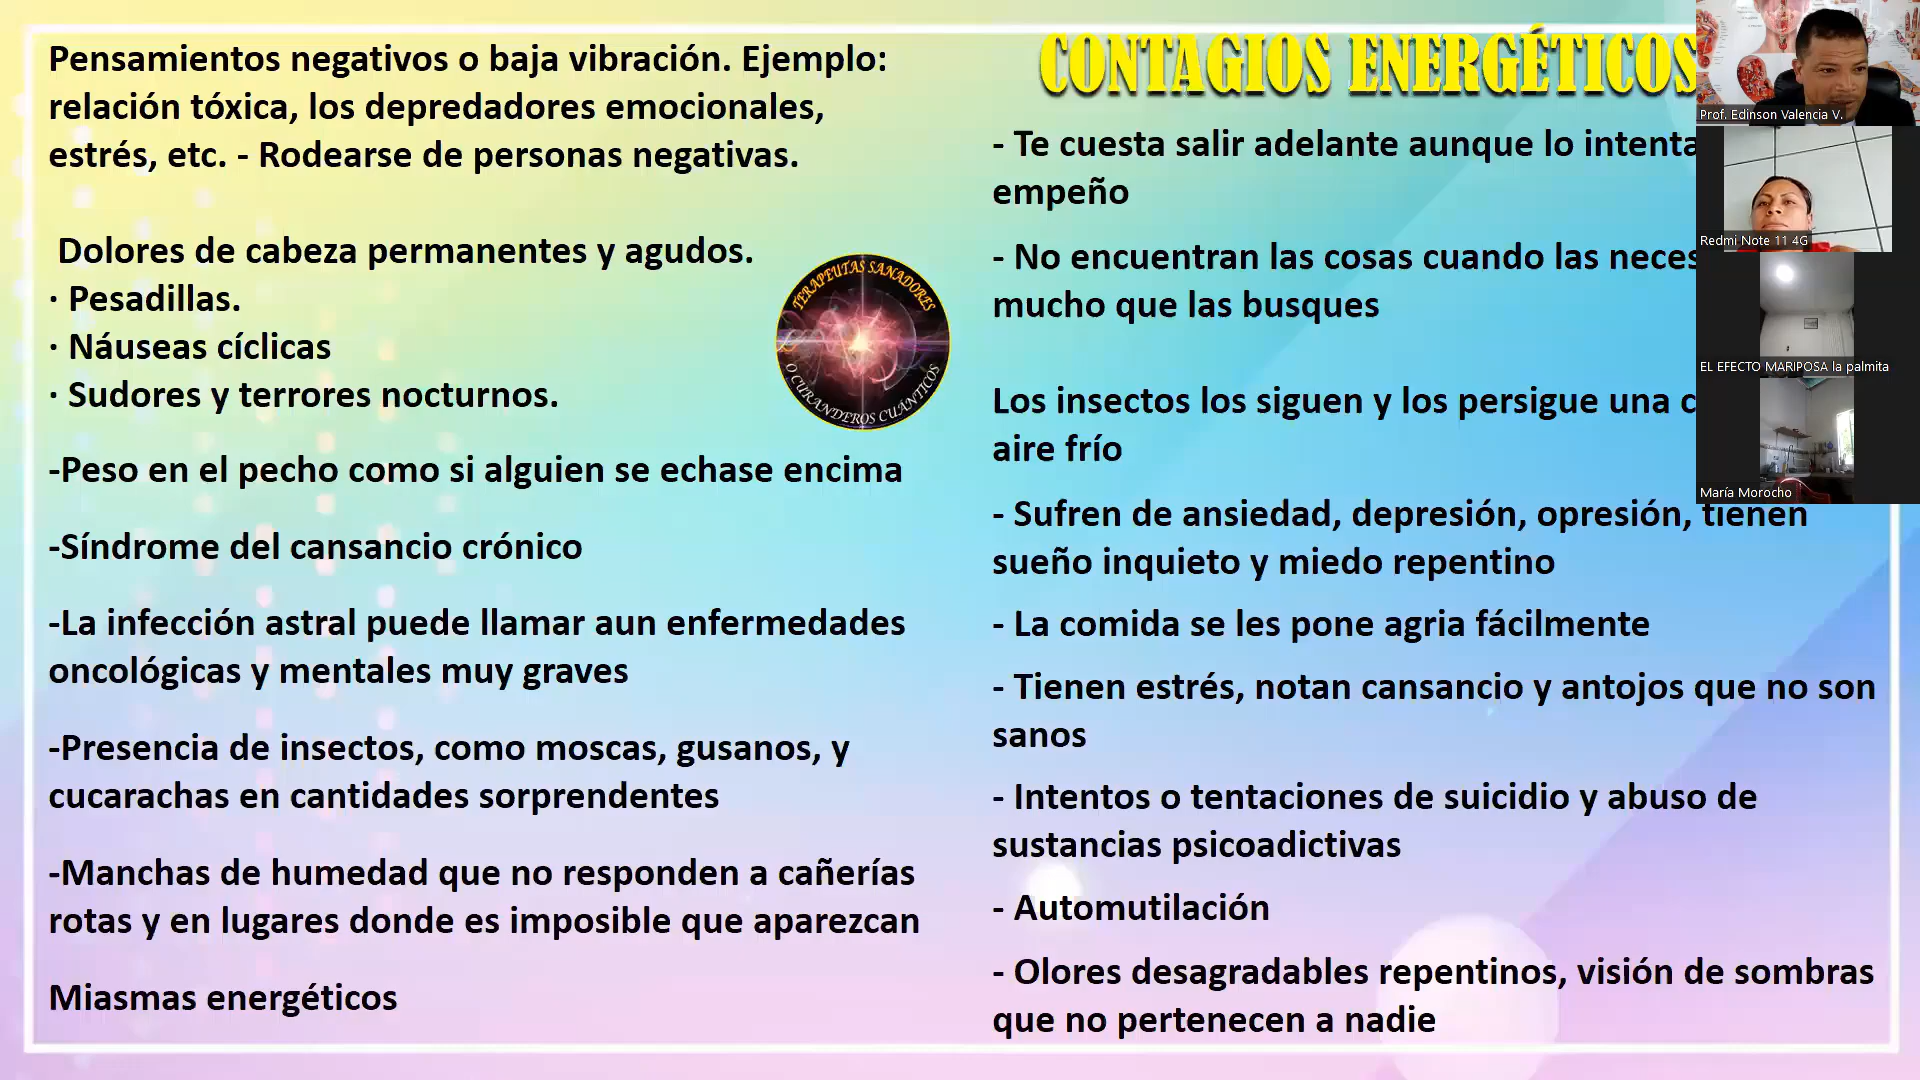 Pensamientos negativos o baja vibración. Ejemplo:
relación tóxica, los depredadores emocionales,
estrés, etc. - Rodearse de personas negativas.
Dolores de cabeza permanentes y agudos.
· Pesadillas.
· Náuseas cíclicas
· Sudores y terrores nocturnos.
-Peso en el pecho como si alguien se echase encima
-Síndrome del cansancio crónico
-La infección astral puede llamar aun enfermedades
oncológicas y mentales muy graves
-Presencia de insectos, como moscas, gusanos, y
cucarachas en cantidades sorprendentes
-Manchas de humedad que no responden a cañerías
rotas y en lugares donde es imposible que aparezcan
Miasmas energéticos
TERAPEUTAS SANADORES
O CURANDEROS CUÁNTICOS
CONTAGIOS ENERGÉTICOS
- Te cuesta salir adelante aunque lo intenta
empeño
- No encuentran las cosas cuando las neces
mucho que las busques
Los insectos los siguen y los persigue una c
aire frío
- Sufren de ansiedad, depresión, opresión, tienen
sueño inquieto y miedo repentino
- La comida se les pone agria fácilmente
- Tienen estrés, notan cansancio y antojos que no son
sanos
- Intentos o tentaciones de suicidio y abuso de
sustancias psicoadictivas
- Automutilación
- Olores desagradables repentinos, visión de sombras
que no pertenecen a nadie
Prof. Edinson Valencia V.
Redmi Note 11 4G
EL EFECTO MARIPOSA la palmita
María Morocho